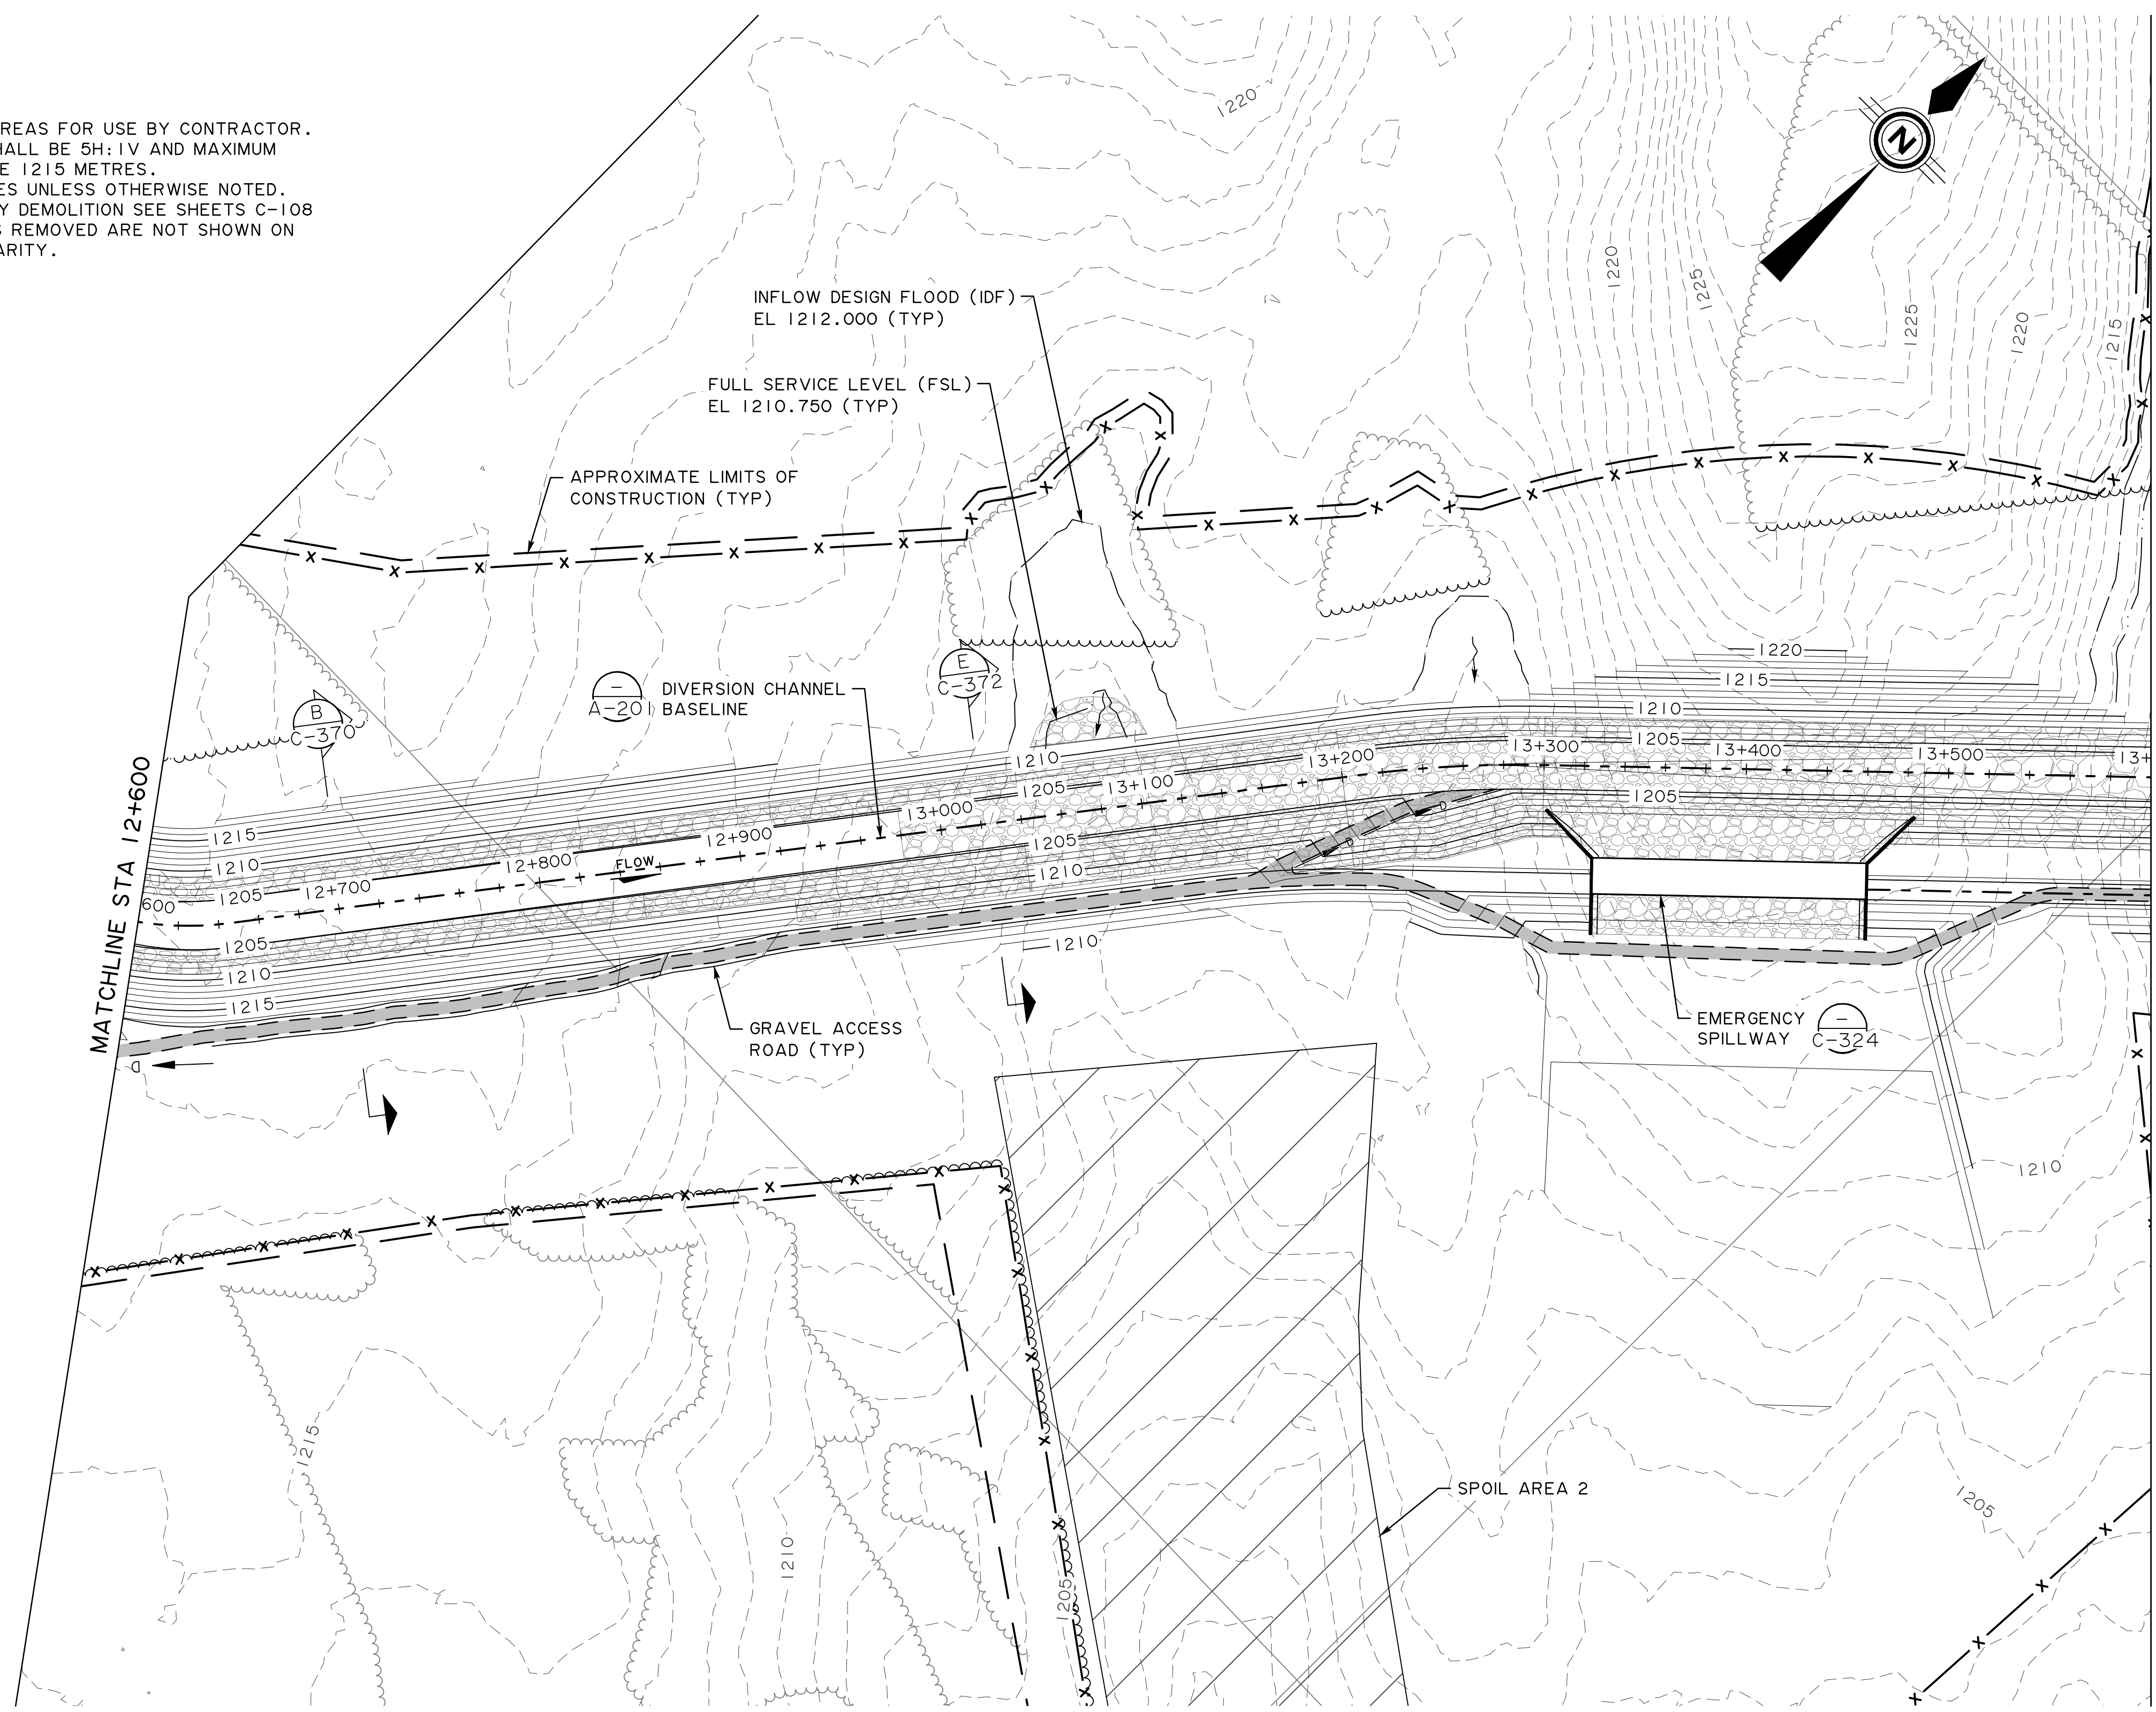 REAS FOR USE BY CONTRACTOR.
HALL BE 5H:1V AND MAXIMUM
E 1215 METRES.
ES UNLESS OTHERWISE NOTED.
Y DEMOLITION SEE SHEETS C-108
S REMOVED ARE NOT SHOWN ON
ARITY.
1220
N
INFLOW DESIGN FLOOD (IDF)
EL 1212.000 (TYP)
1220
1225
1225
1220
1215
FULL SERVICE LEVEL (FSL)
EL 1210.750 (TYP)
APPROXIMATE LIMITS OF
CONSTRUCTION (TYP)
E
C-372
B
C-370
-
A-201
DIVERSION CHANNEL
BASELINE
1220
1215
1210
1205
1205
1210
1205
1205
1210
1210
1215
1210
1205
1205
1210
1215
600
12+700
12+800
12+900
13+000
13+100
13+200
13+300
13+400
13+500
13+
FLOW
D
D
D
MATCHLINE STA 12+600
GRAVEL ACCESS
ROAD (TYP)
EMERGENCY
SPILLWAY
-
C-324
1210
1215
1210
1205
SPOIL AREA 2
1205